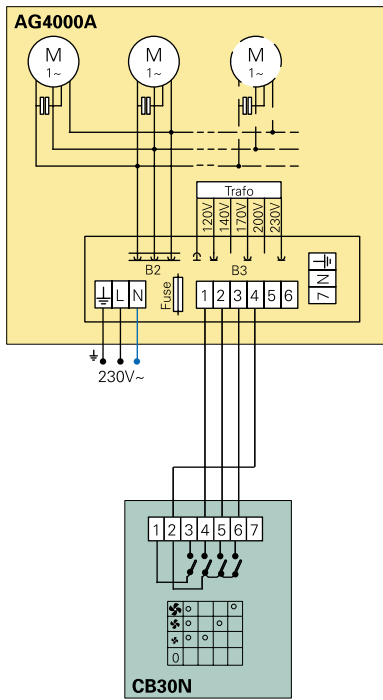 AG4000A
M M M
1~ 1~ 1~
Trafo
120V 140V 170V 200V 230V
B2 B3
L N Fuse 1 2 3 4 5 6 7 N
230V~
1 2 3 4 5 6 7
0
CB30N